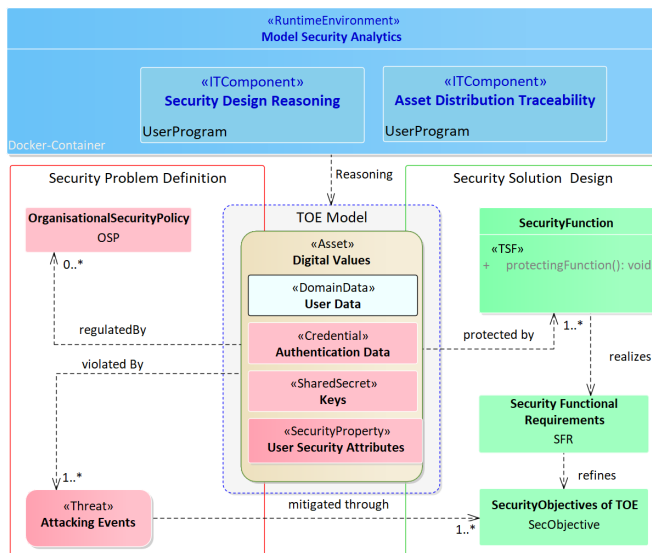 «RuntimeEnvironment»
Model Security Analytics
«ITComponent»
Security Design Reasoning
UserProgram
«ITComponent»
Asset Distribution Traceability
UserProgram
Docker-Container
Reasoning
Security Problem Definition
Security Solution Design
OrganisationalSecurityPolicy
OSP
0..*
regulatedBy
violated By
1..*
«Threat»
Attacking Events
TOE Model
«Asset»
Digital Values
«DomainData»
User Data
«Credential»
Authentication Data
«SharedSecret»
Keys
«SecurityProperty»
User Security Attributes
protected by
1..*
SecurityFunction
«TSF»
+ protectingFunction(): void
realizes
Security Functional
Requirements
SFR
refines
SecurityObjectives of TOE
SecObjective
mitigated through
1..*